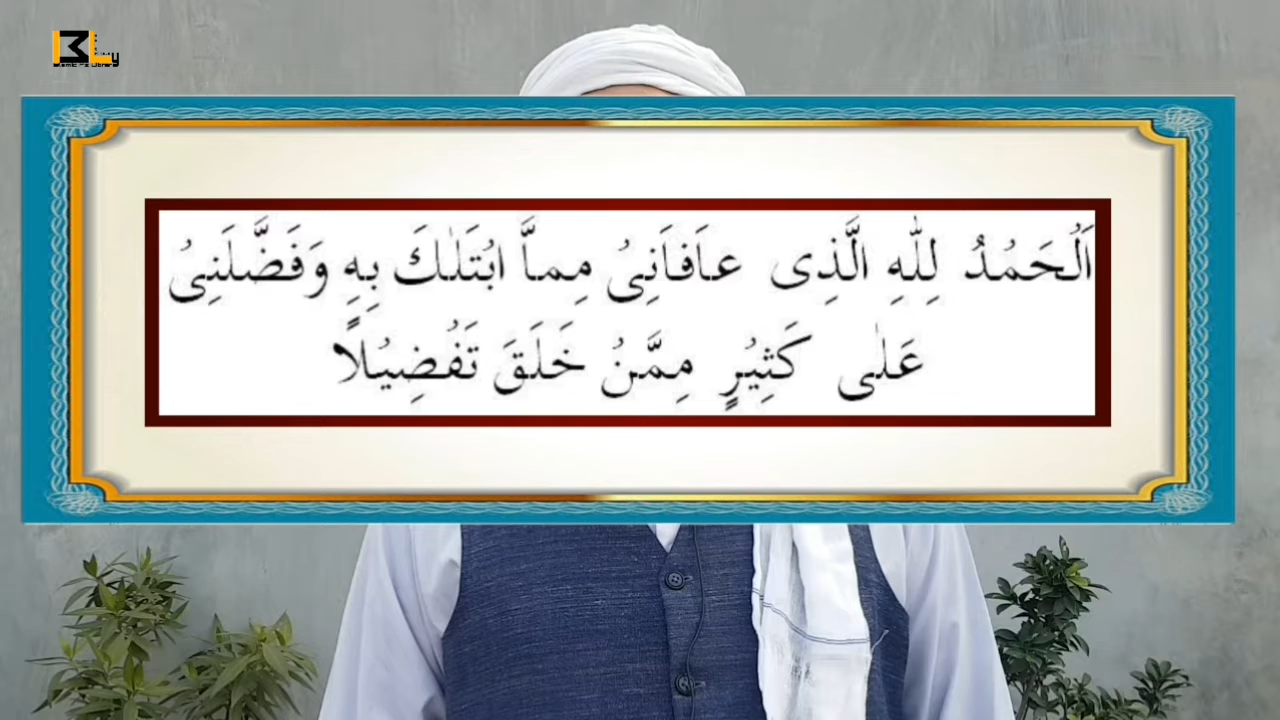 اَلْحَمْدُ لِلّٰهِ الَّذِی عَافَانِیْ مِمَّا ابْتَلٰكَ بِهٖ وَفَضَّلَنِیْ
عَلٰی كَثِیْرٍ مِمَّنْ خَلَقَ تَفْضِیْلًا